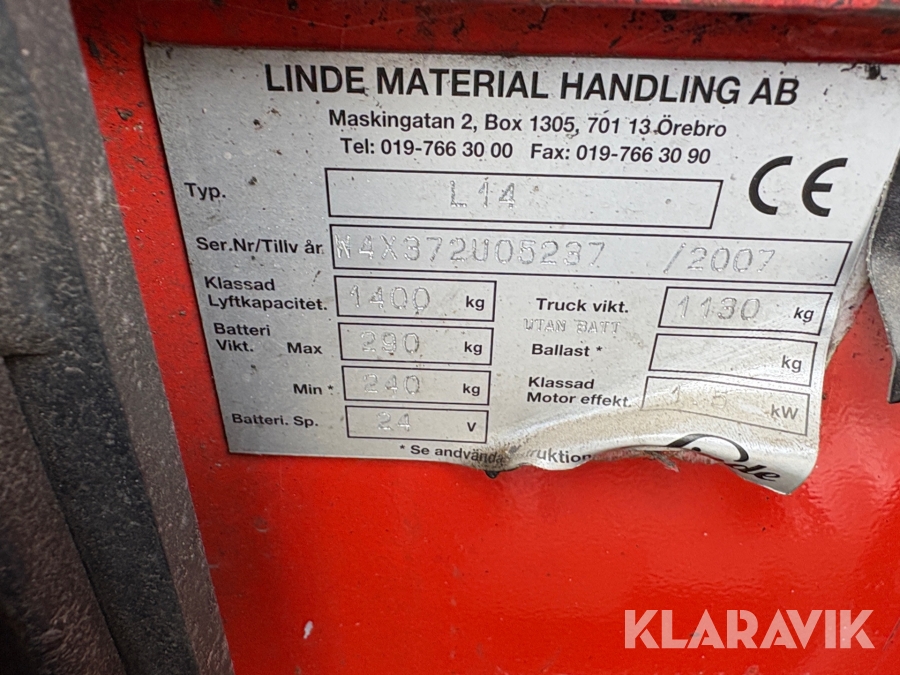 LINDE MATERIAL HANDLING AB
Maskingatan 2, Box 1305, 701 13 Örebro
Tel: 019-766 30 00 Fax: 019-766 30 90
CE
Typ. L14
Ser.Nr/Tillv år. W4X372U05237 /2007
Klassad
Lyftkapacitet. 1400 kg
Truck vikt. 1130 kg
UTAN BATT
Batteri
Vikt. Max 290 kg
Ballast * kg
Min * 240 kg
Klassad
Motor effekt. kW
Batteri. Sp. 24 V
* Se
KLARAVIK